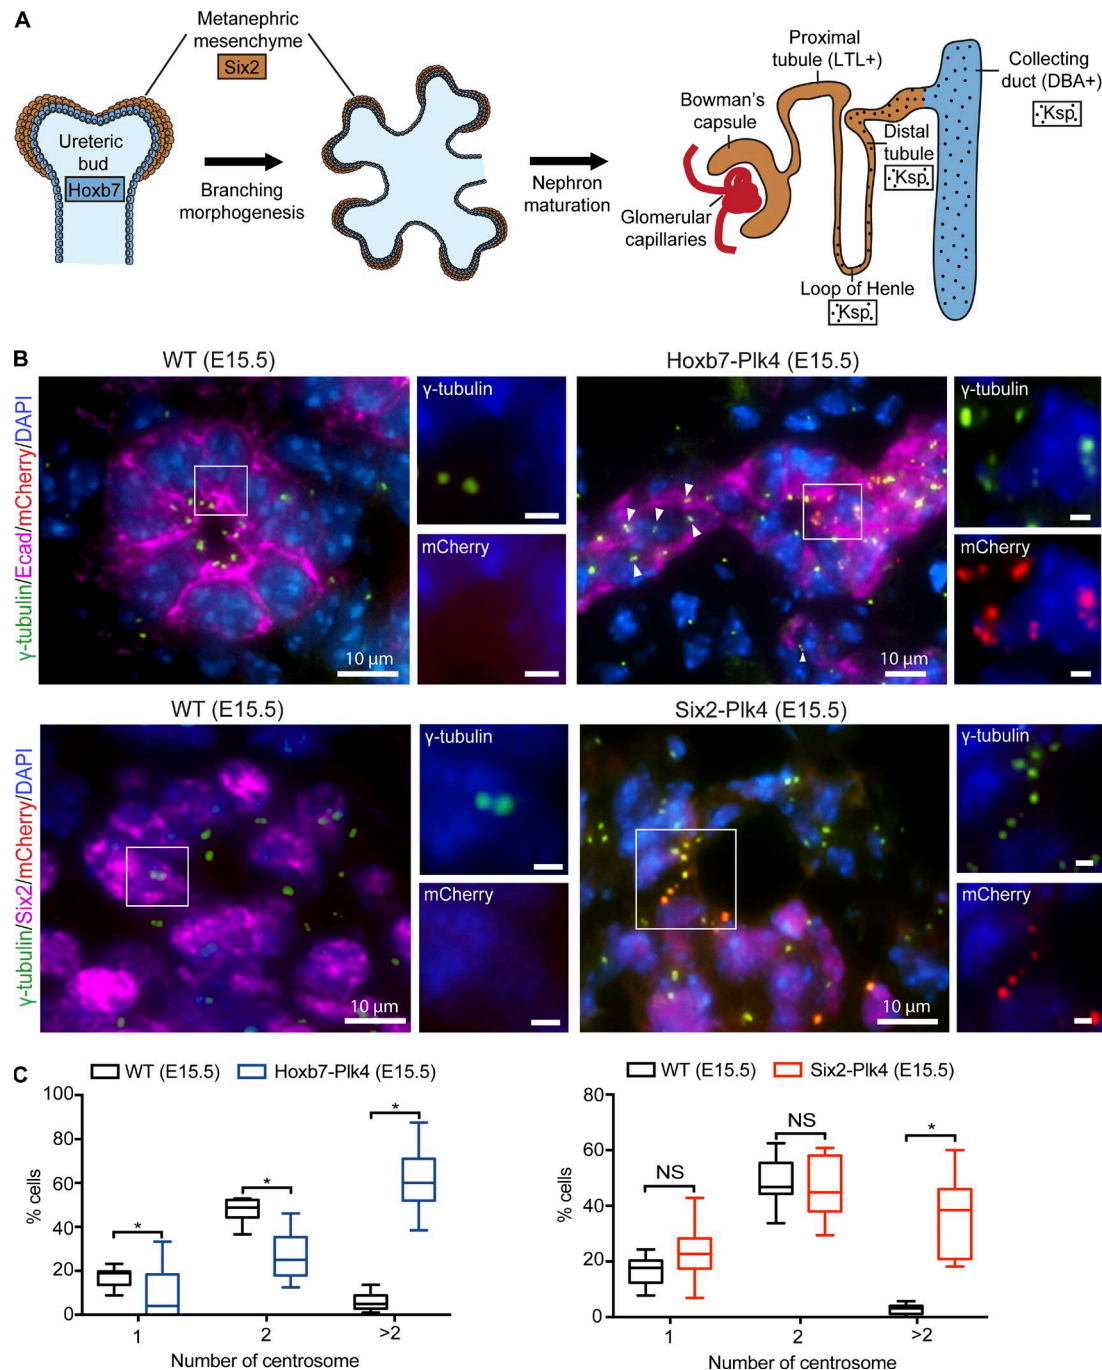 A
Metanephric
mesenchyme
Six2
Ureteric
bud
Hoxb7
Branching
morphogenesis
Nephron
maturation
Proximal
tubule (LTL+)
Bowman's
capsule
Glomerular
capillaries
Distal
tubule
Ksp
Loop of Henle
Ksp
Collecting
duct (DBA+)
Ksp
B
WT (E15.5)
Hoxb7-Plk4 (E15.5)
γ-tubulin/Ecad/mCherry/DAPI
10 µm
γ-tubulin
mCherry
10 µm
γ-tubulin
mCherry
WT (E15.5)
Six2-Plk4 (E15.5)
γ-tubulin/Six2/mCherry/DAPI
10 µm
γ-tubulin
mCherry
10 µm
γ-tubulin
mCherry
C
WT (E15.5) Hoxb7-Plk4 (E15.5)
% cells
100
80
60
40
20
0
* * *
1 2 >2
Number of centrosome
WT (E15.5) Six2-Plk4 (E15.5)
% cells
80
60
40
20
0
NS NS *
1 2 >2
Number of centrosome